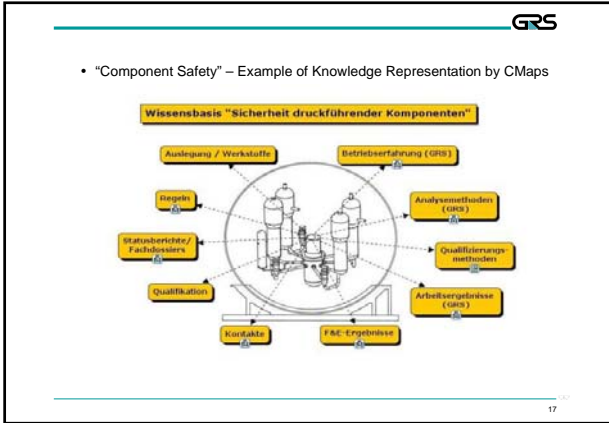 GRS
• “Component Safety” – Example of Knowledge Representation by CMaps
Wissensbasis "Sicherheit druckführender Komponenten"
Auslegung / Werkstoffe
Betriebserfahrung (GRS)
Regeln
Analysemethoden
(GRS)
Statusberichte/
Fachdossiers
Qualifizierungs-
methoden
Qualifikation
Arbeitsergebnisse
(GRS)
Kontakte
F&E-Ergebnisse
17